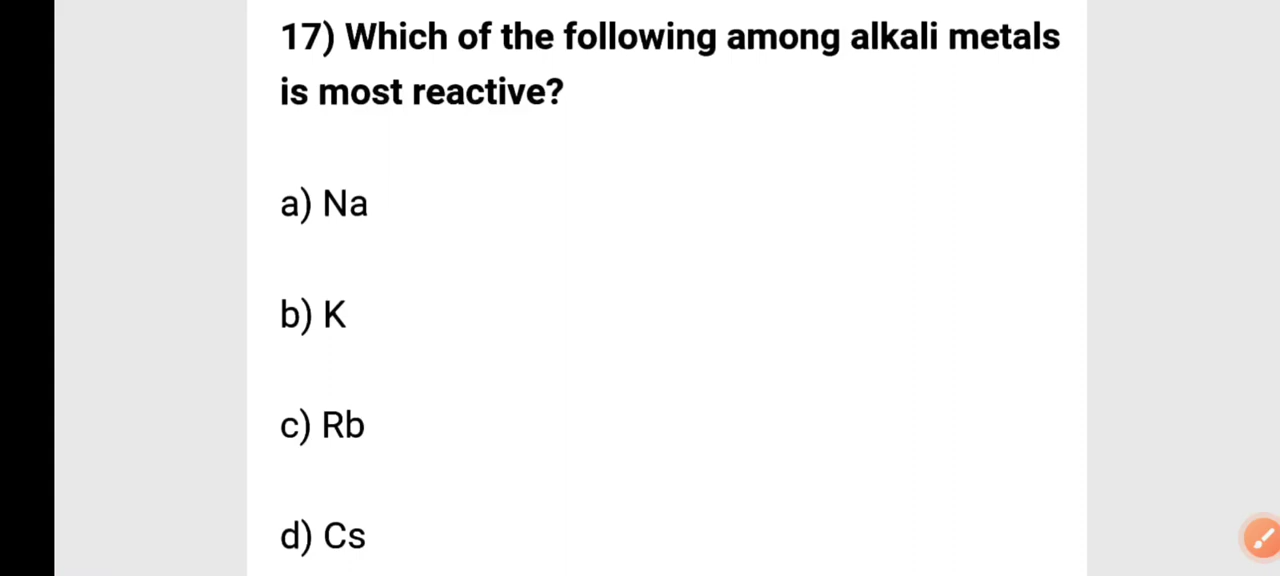 17) Which of the following among alkali metals
is most reactive?
a) Na
b) K
c) Rb
d) Cs